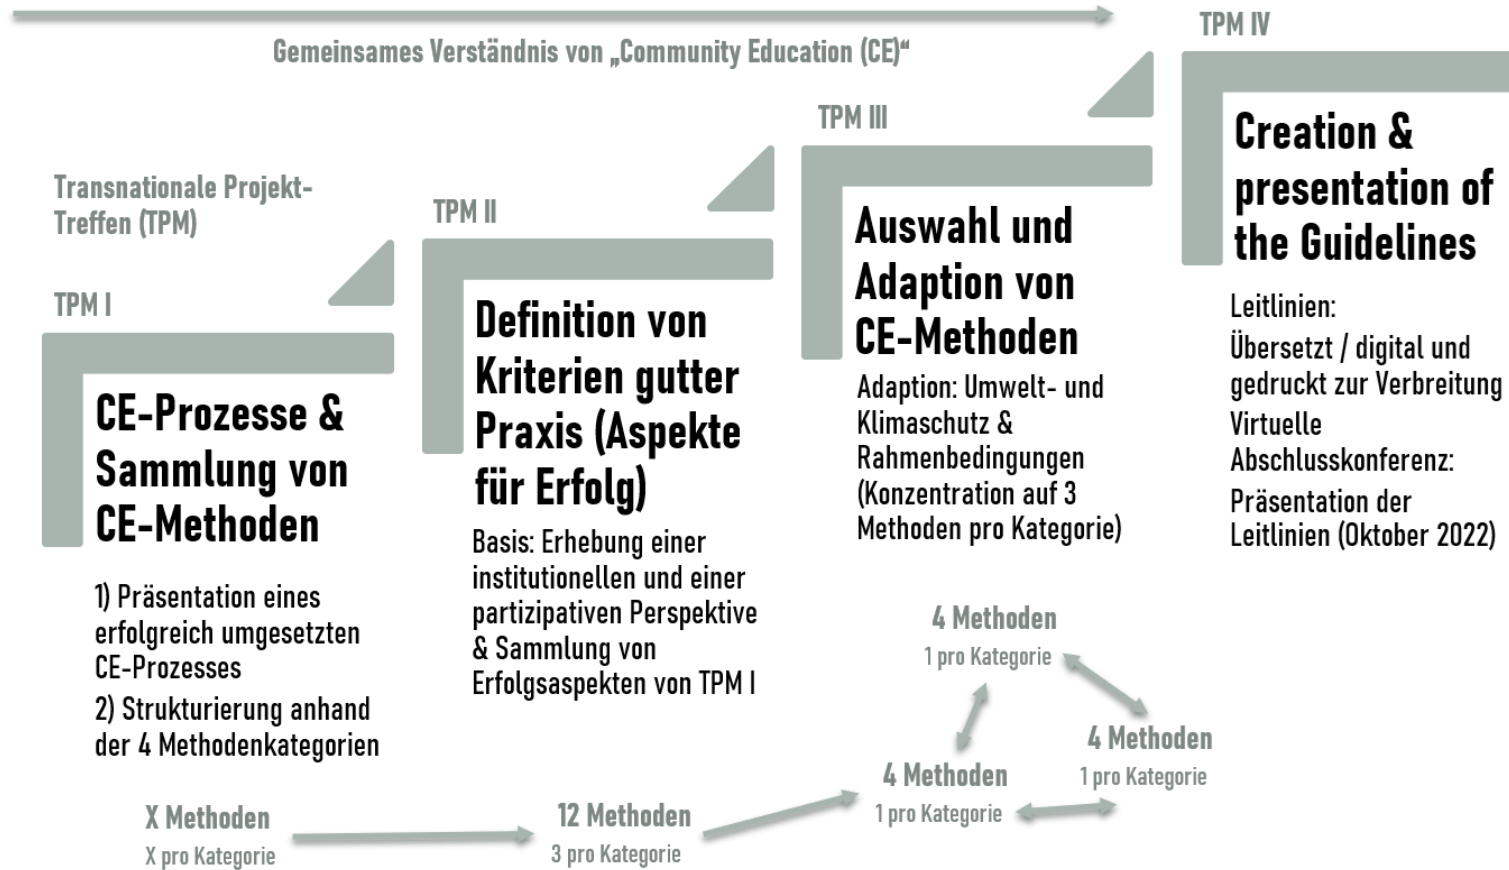 Gemeinsames Verständnis von „Community Education (CE)“
Transnationale Projekt-
Treffen (TPM)
TPM I
CE-Prozesse &
Sammlung von
CE-Methoden
1) Präsentation eines
erfolgreich umgesetzten
CE-Prozesses
2) Strukturierung anhand
der 4 Methodenkategorien
TPM II
Definition von
Kriterien gutter
Praxis (Aspekte
für Erfolg)
Basis: Erhebung einer
institutionellen und einer
partizipativen Perspektive
& Sammlung von
Erfolgsaspekten von TPM I
TPM III
Auswahl und
Adaption von
CE-Methoden
Adaption: Umwelt- und
Klimaschutz &
Rahmenbedingungen
(Konzentration auf 3
Methoden pro Kategorie)
TPM IV
Creation &
presentation of
the Guidelines
Leitlinien:
Übersetzt / digital und
gedruckt zur Verbreitung
Virtuelle
Abschlusskonferenz:
Präsentation der
Leitlinien (Oktober 2022)
X Methoden
X pro Kategorie
12 Methoden
3 pro Kategorie
4 Methoden
1 pro Kategorie
4 Methoden
1 pro Kategorie
4 Methoden
1 pro Kategorie